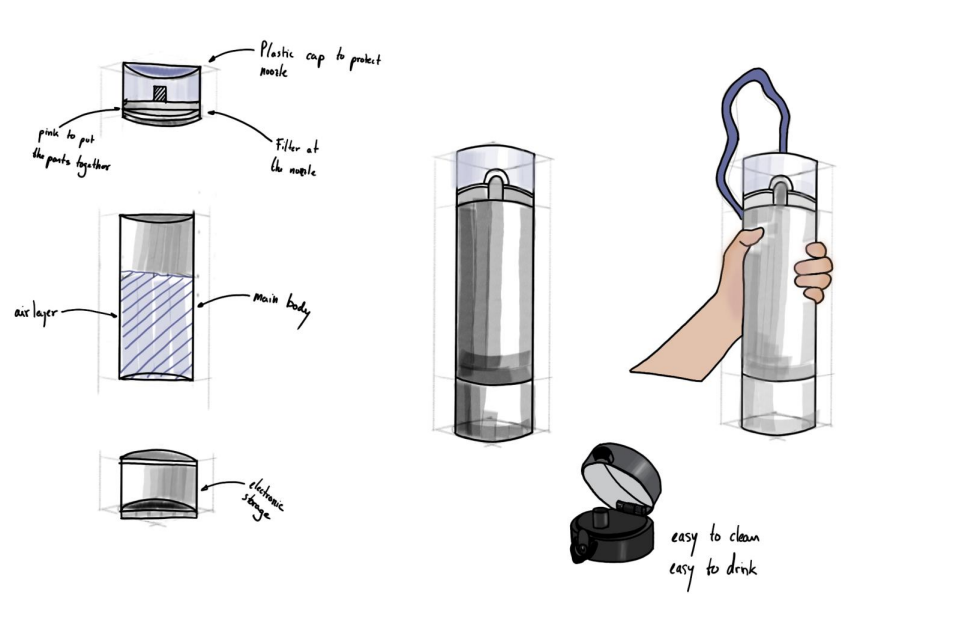 Plastic cap to protect
nozzle
pink to put
the parts together
Filter at
the nozzle
air layer
main body
electronic
storage
easy to clean
easy to drink